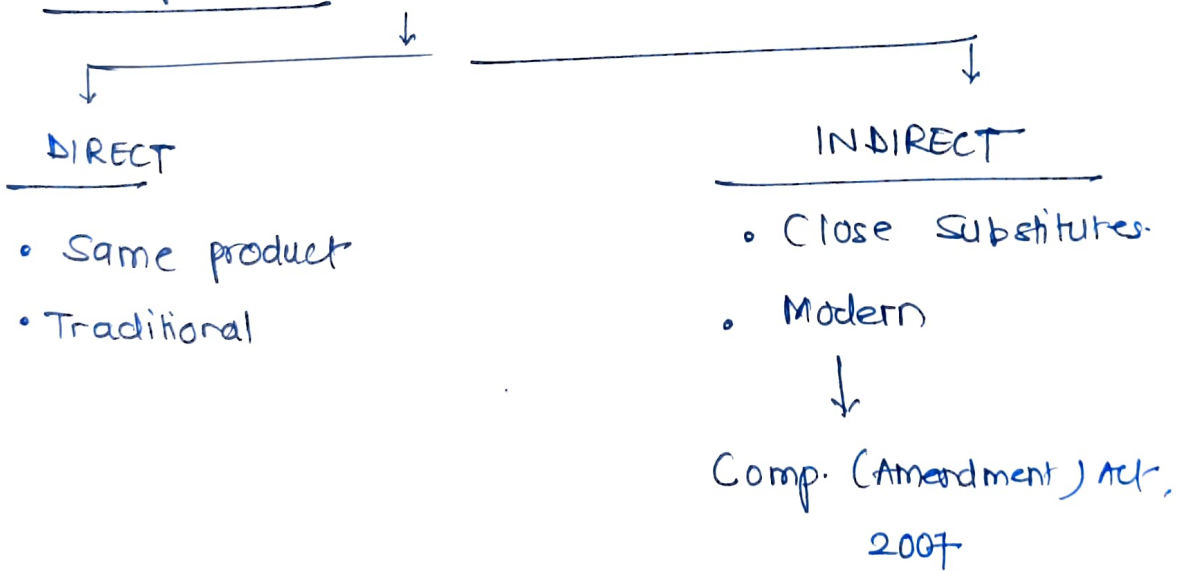 DIRECT
INDIRECT
• Same product
• Traditional
• Close Substitutes.
• Modern
Comp. (Amendment) Act,
2007